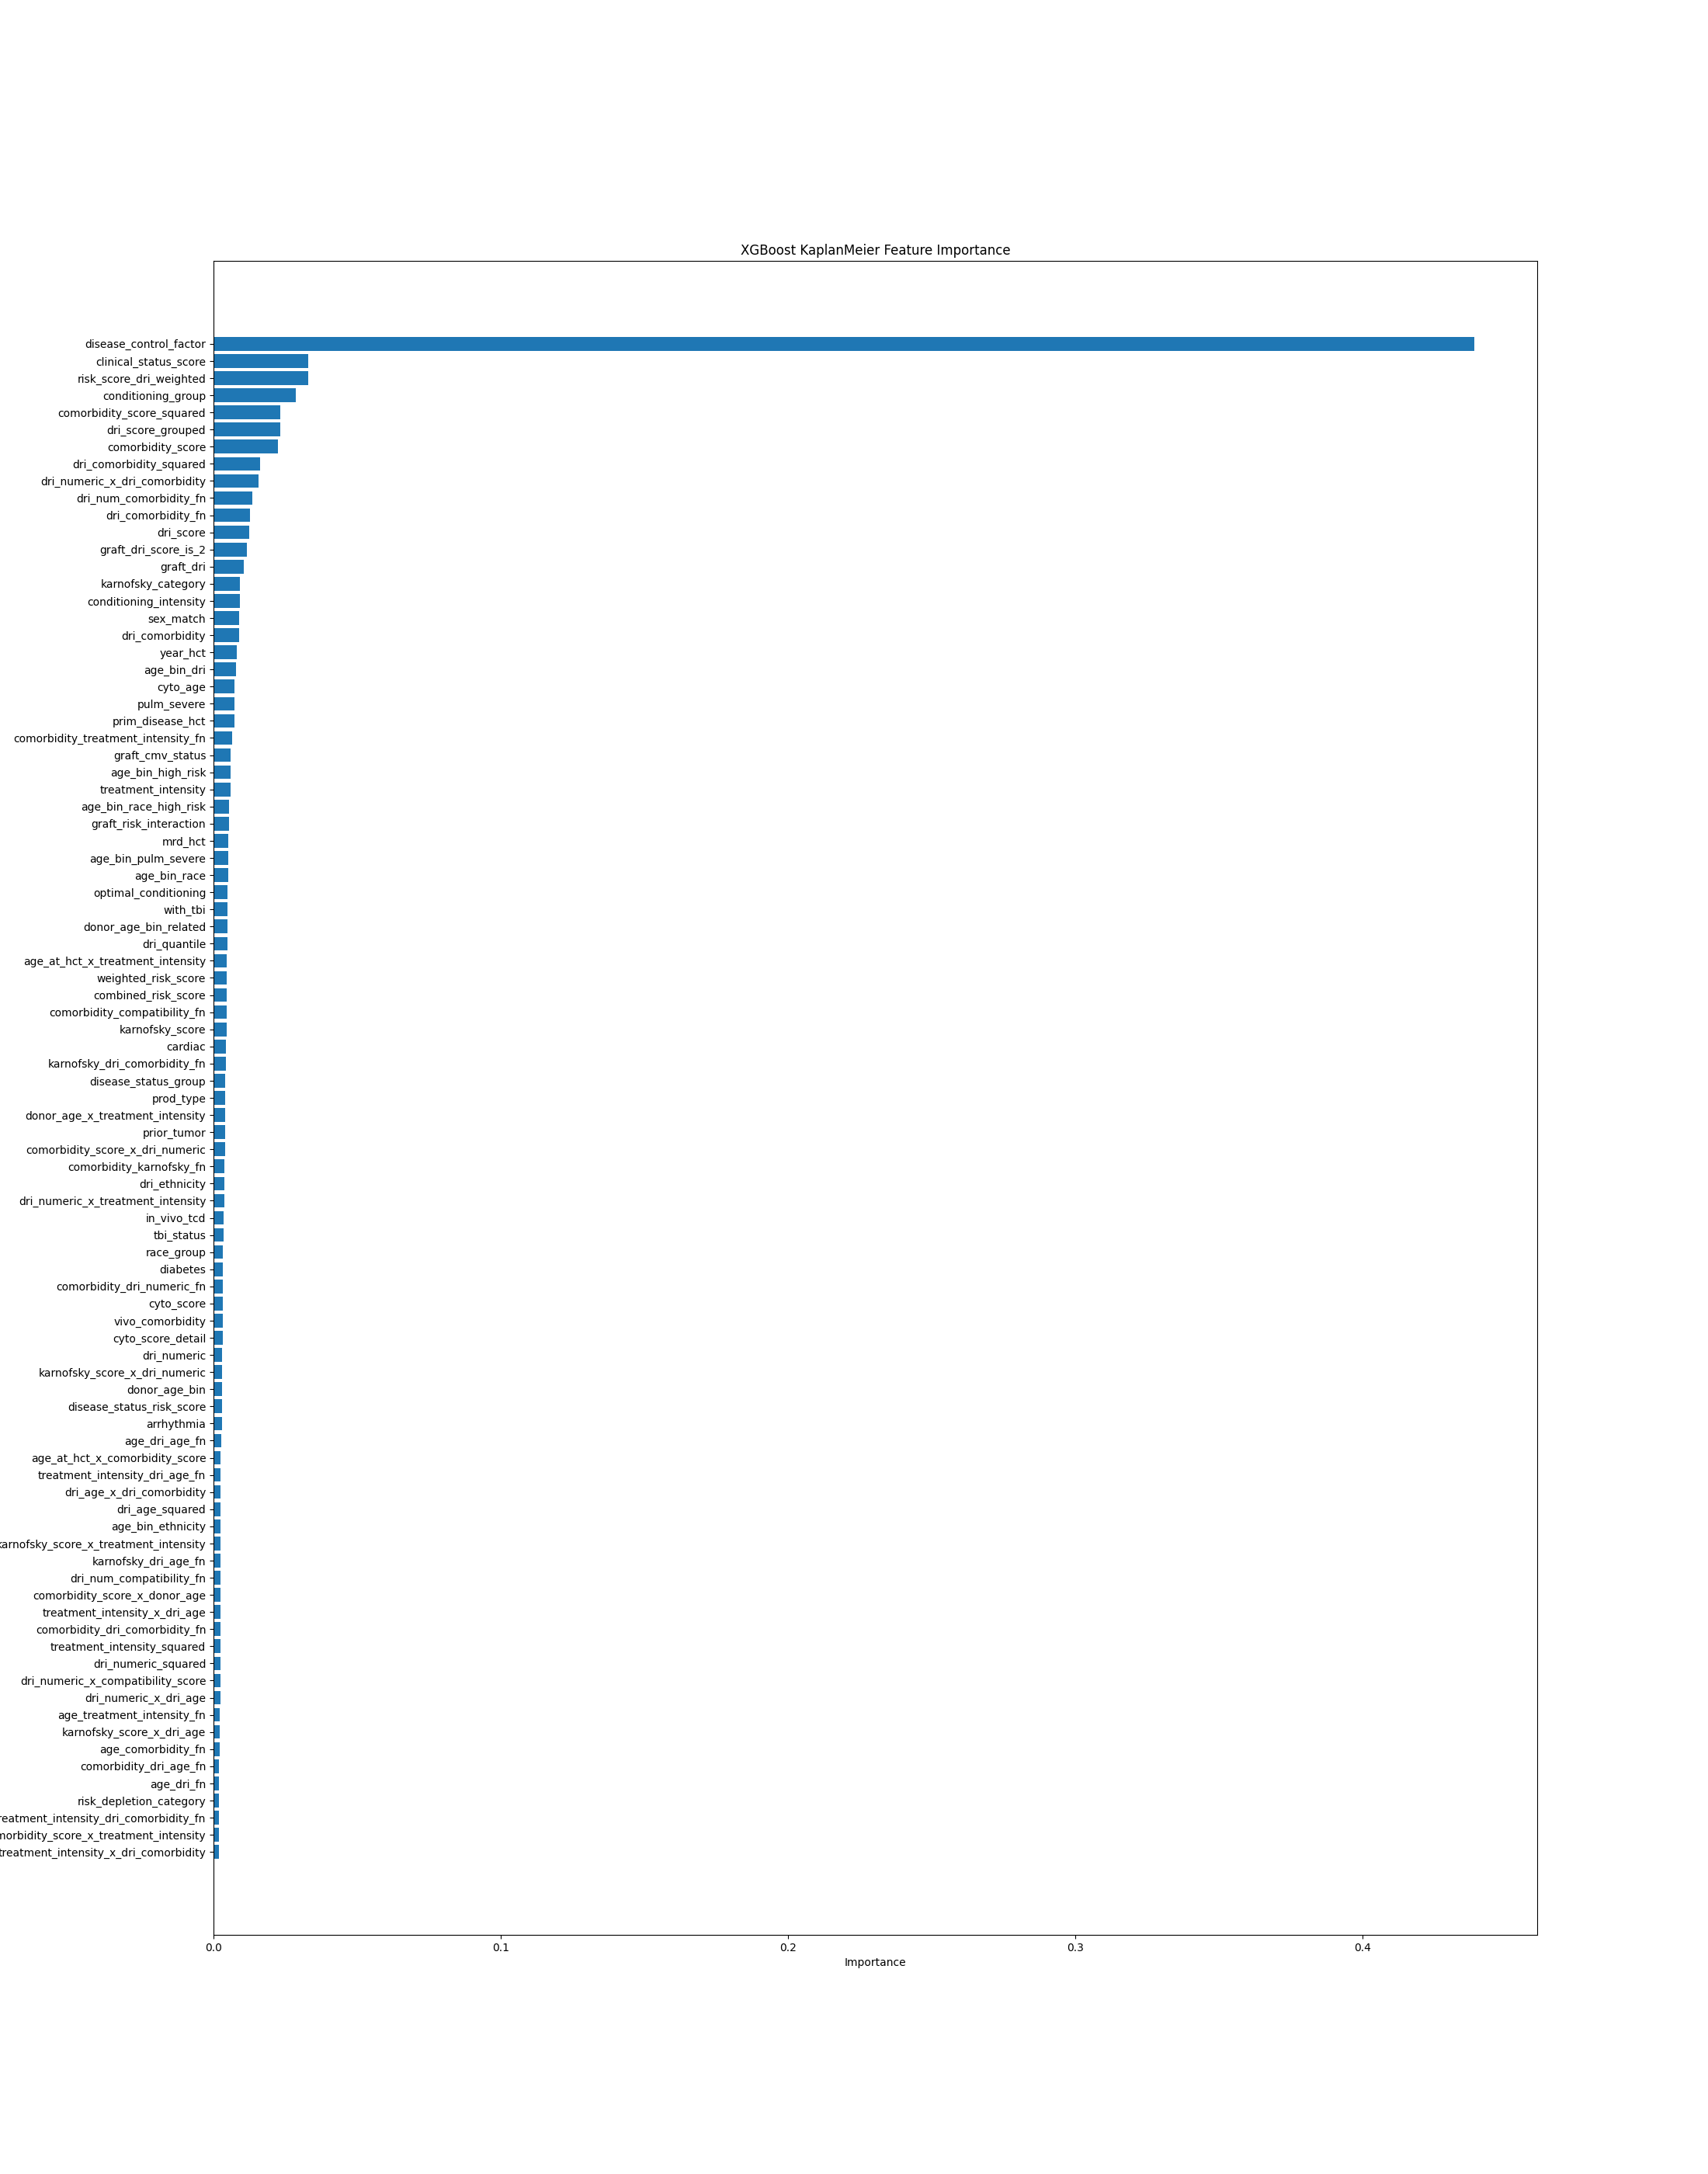 XGBoost KaplanMeier Feature Importance
disease_control_factor
clinical_status_score
risk_score_dri_weighted
conditioning_group
comorbidity_score_squared
dri_score_grouped
comorbidity_score
dri_comorbidity_squared
dri_numeric_x_dri_comorbidity
dri_num_comorbidity_fn
dri_comorbidity_fn
dri_score
graft_dri_score_is_2
graft_dri
karnofsky_category
conditioning_intensity
sex_match
dri_comorbidity
year_hct
age_bin_dri
cyto_age
pulm_severe
prim_disease_hct
comorbidity_treatment_intensity_fn
graft_cmv_status
age_bin_high_risk
treatment_intensity
age_bin_race_high_risk
graft_risk_interaction
mrd_hct
age_bin_pulm_severe
age_bin_race
optimal_conditioning
with_tbi
donor_age_bin_related
dri_quantile
age_at_hct_x_treatment_intensity
weighted_risk_score
combined_risk_score
comorbidity_compatibility_fn
karnofsky_score
cardiac
karnofsky_dri_comorbidity_fn
disease_status_group
prod_type
donor_age_x_treatment_intensity
prior_tumor
comorbidity_score_x_dri_numeric
comorbidity_karnofsky_fn
dri_ethnicity
dri_numeric_x_treatment_intensity
in_vivo_tcd
tbi_status
race_group
diabetes
comorbidity_dri_numeric_fn
cyto_score
vivo_comorbidity
cyto_score_detail
dri_numeric
karnofsky_score_x_dri_numeric
donor_age_bin
disease_status_risk_score
arrhythmia
age_dri_age_fn
age_at_hct_x_comorbidity_score
treatment_intensity_dri_age_fn
dri_age_x_dri_comorbidity
dri_age_squared
age_bin_ethnicity
karnofsky_score_x_treatment_intensity
karnofsky_dri_age_fn
dri_num_compatibility_fn
comorbidity_score_x_donor_age
treatment_intensity_x_dri_age
comorbidity_dri_comorbidity_fn
treatment_intensity_squared
dri_numeric_squared
dri_numeric_x_compatibility_score
dri_numeric_x_dri_age
age_treatment_intensity_fn
karnofsky_score_x_dri_age
age_comorbidity_fn
comorbidity_dri_age_fn
age_dri_fn
risk_depletion_category
reatment_intensity_dri_comorbidity_fn
morbidity_score_x_treatment_intensity
treatment_intensity_x_dri_comorbidity
0.0 0.1 0.2 0.3 0.4
Importance